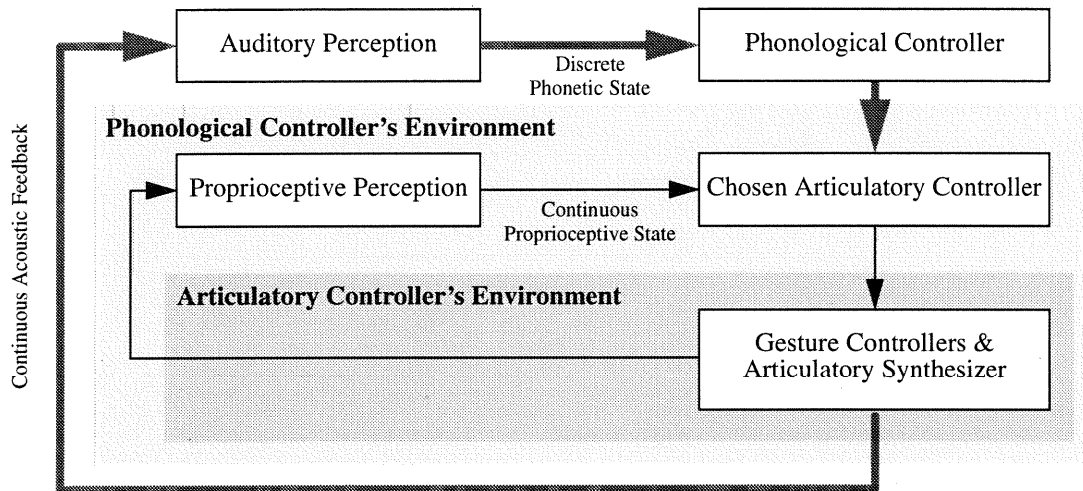 Auditory Perception
Discrete
Phonetic State
Phonological Controller
Continuous Acoustic Feedback
Phonological Controller's Environment
Proprioceptive Perception
Continuous
Proprioceptive State
Chosen Articulatory Controller
Articulatory Controller's Environment
Gesture Controllers &
Articulatory Synthesizer